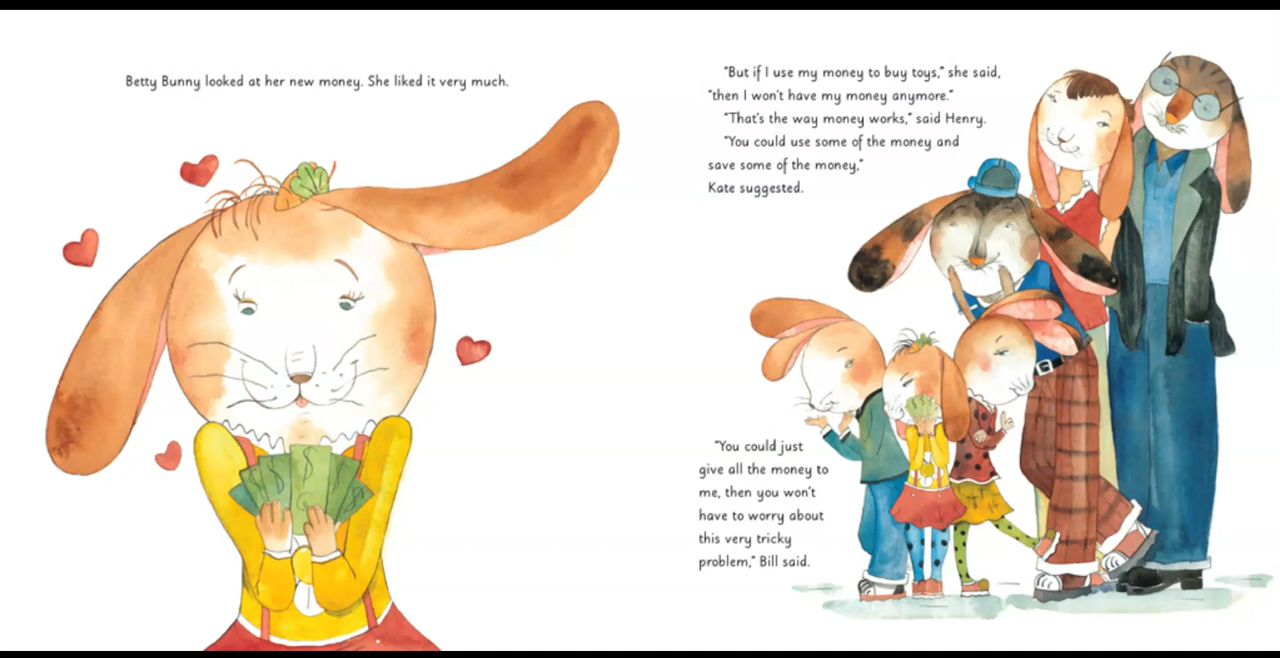 Betty Bunny looked at her new money. She liked it very much.
"But if I use my money to buy toys," she said,
"then I won't have my money anymore."
"That's the way money works," said Henry.
"You could use some of the money and
save some of the money,"
Kate suggested.
"You could just
give all the money to
me, then you won't
have to worry about
this very tricky
problem," Bill said.